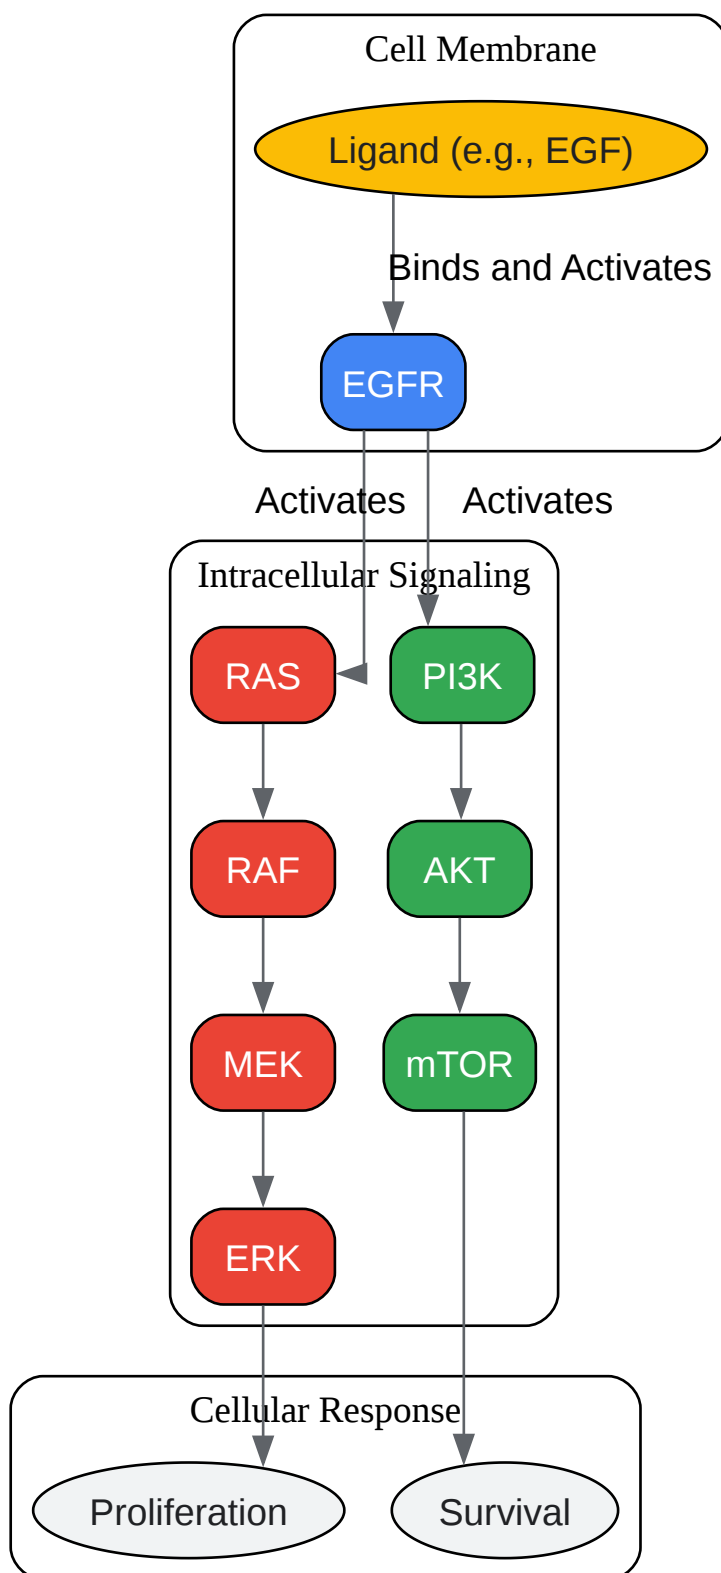 Cell Membrane
Ligand (e.g., EGF)
Binds and Activates
EGFR
Activates
Activates
Intracellular Signaling
RAS
PI3K
RAF
AKT
MEK
mTOR
ERK
Cellular Response
Proliferation
Survival